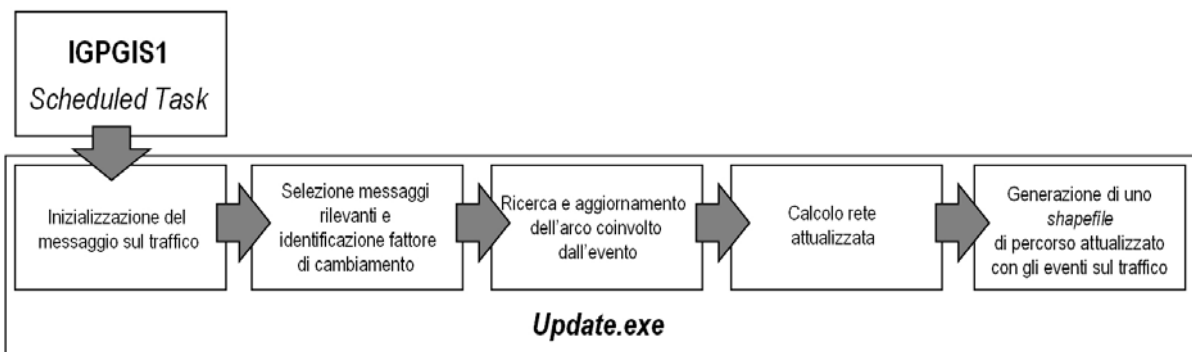 IGPGIS1
Scheduled Task
Inizializzazione del
messaggio sul traffico
Selezione messaggi
rilevanti e
identificazione fattore
di cambiamento
Ricerca e aggiornamento
dell'arco coinvolto
dall'evento
Calcolo rete
attualizzata
Generazione di uno
shapefile
di percorso attualizzato
con gli eventi sul traffico
Update.exe